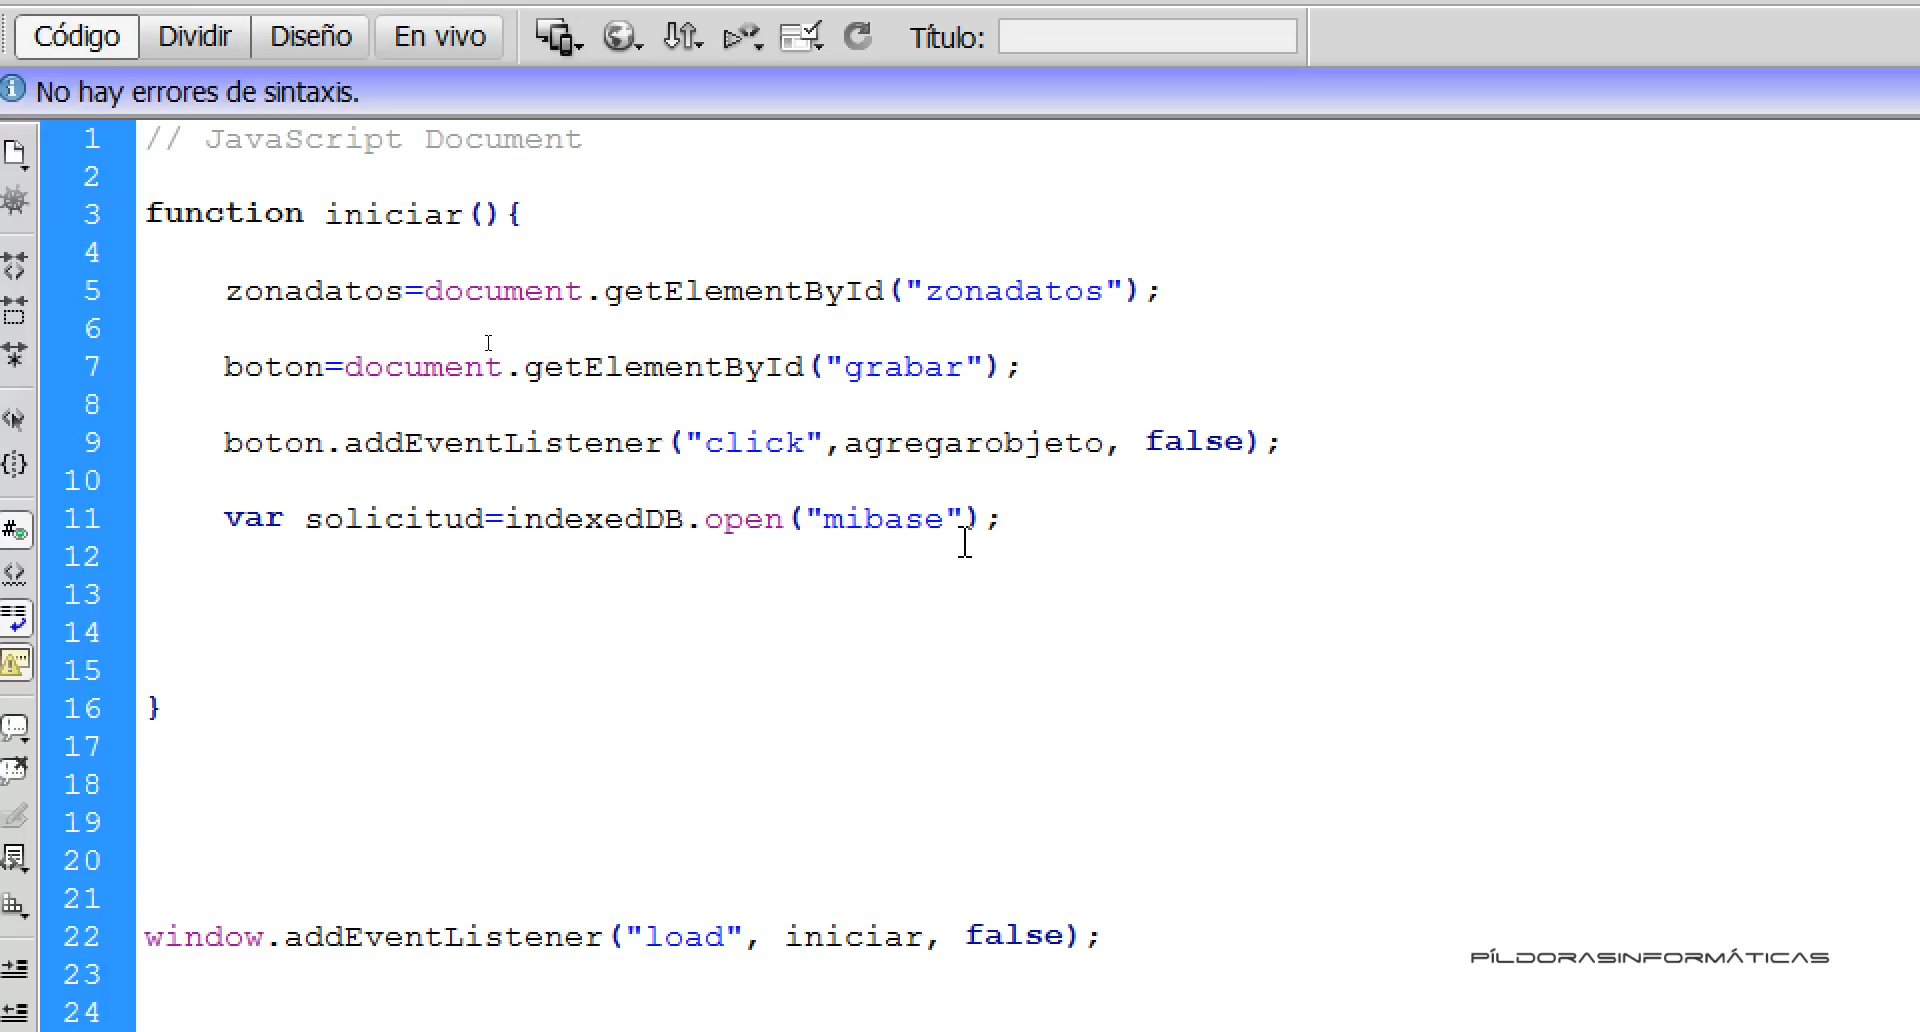 Código Dividir Diseño En vivo Título:
No hay errores de sintaxis.
1 // JavaScript Document
2
3 function iniciar(){
4
5 zonadatos=document.getElementById("zonadatos");
6
7 boton=document.getElementById("grabar");
8
9 boton.addEventListener("click",agregarobjeto, false);
10
11 var solicitud=indexedDB.open("mibase");
12
13
14
15
16 }
17
18
19
20
21
22 window.addEventListener("load", iniciar, false);
23
24
PÍLDORASINFORMÁTICAS